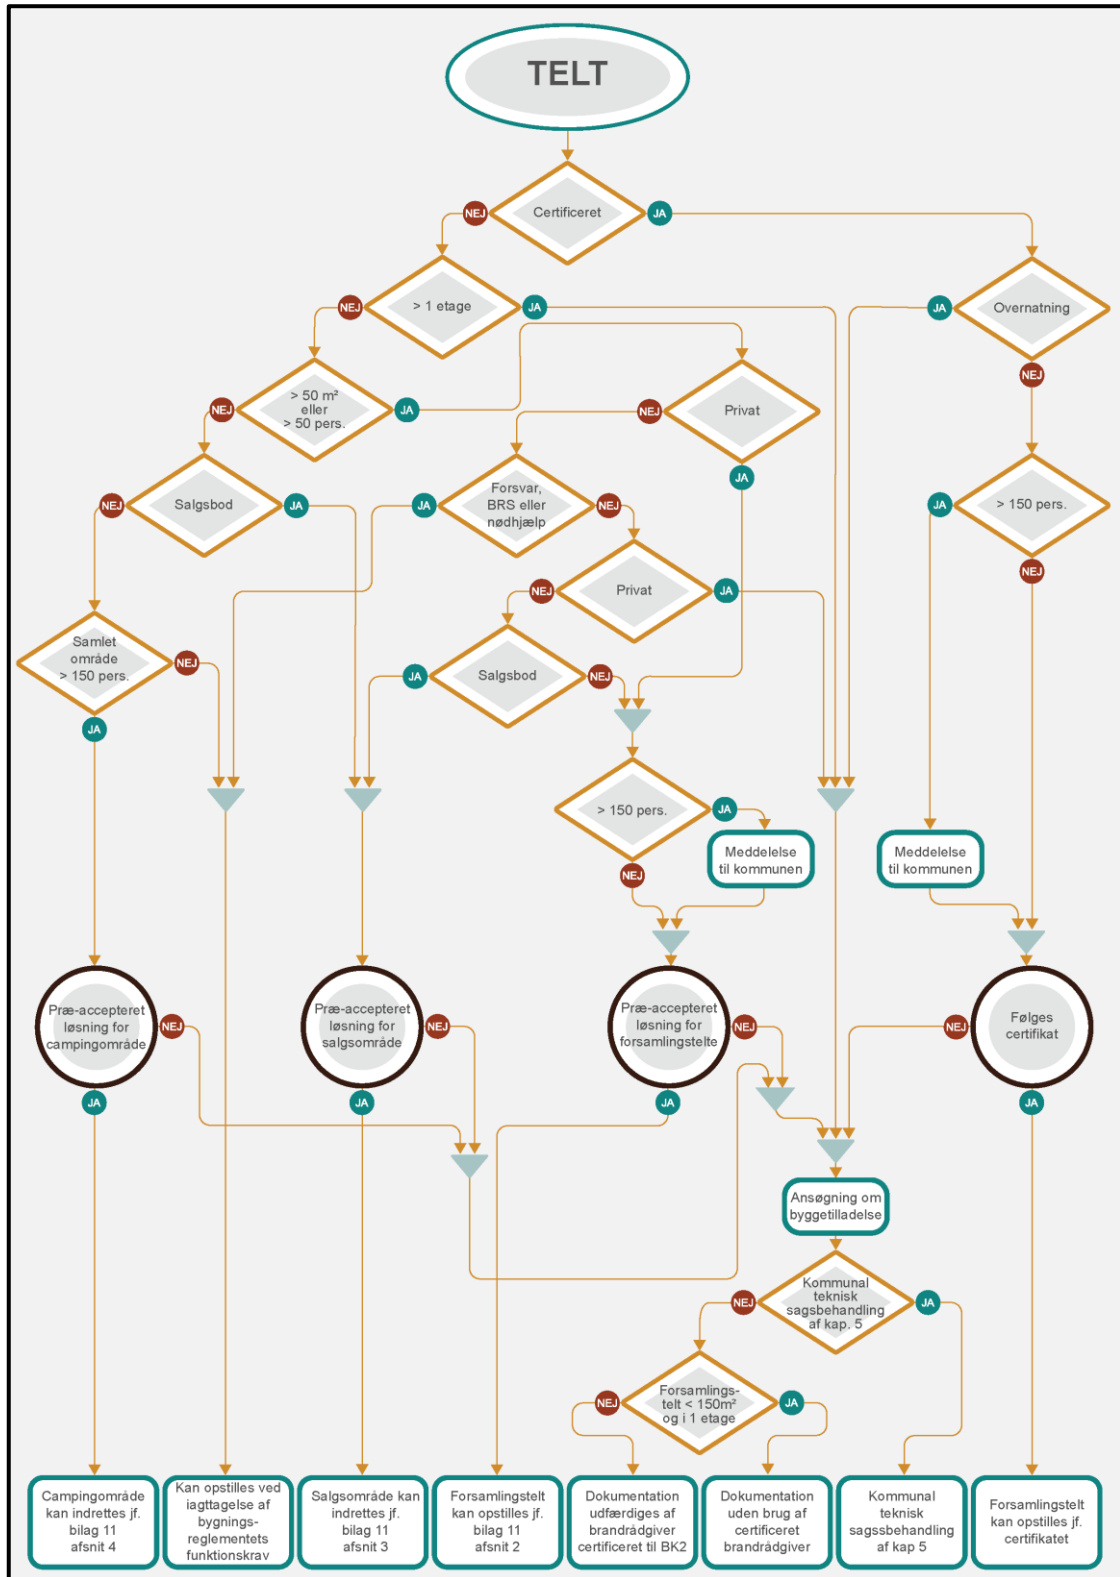 TELT
Certificeret
NEJ
JA
> 1 etage
NEJ
JA
Overnatning
JA
NEJ
> 50 m²
eller
> 50 pers.
NEJ
JA
Privat
NEJ
JA
Salgsbod
NEJ
JA
Forsvar,
BRS eller
nødhjælp
JA
NEJ
> 150 pers.
JA
NEJ
Privat
NEJ
JA
Samlet
område
> 150 pers.
NEJ
JA
Salgsbod
JA
NEJ
> 150 pers.
JA
NEJ
Meddelelse
til kommunen
Meddelelse
til kommunen
Præ-accepteret
løsning for
campingområde
NEJ
JA
Præ-accepteret
løsning for
salgsområde
NEJ
JA
Præ-accepteret
løsning for
forsamlingstelte
NEJ
JA
Følges
certifikat
NEJ
JA
Ansøgning om
byggetilladelse
Kommunal
teknisk
sagsbehandling
af kap. 5
NEJ
JA
Forsamlings-
telt < 150m²
og i 1 etage
NEJ
JA
Campingområde
kan indrettes jf.
bilag 11
afsnit 4
Kan opstilles ved
iagttagelse af
bygnings-
reglementets
funktionskrav
Salgsområde kan
indrettes jf.
bilag 11
afsnit 3
Forsamlingstelt
kan opstilles jf.
bilag 11
afsnit 2
Dokumentation
udfærdiges af
brandrådgiver
certificeret til BK2
Dokumentation
uden brug af
certificeret
brandrådgiver
Kommunal
teknisk
sagssbehandling
af kap 5
Forsamlingstelt
kan opstilles jf.
certifikatet